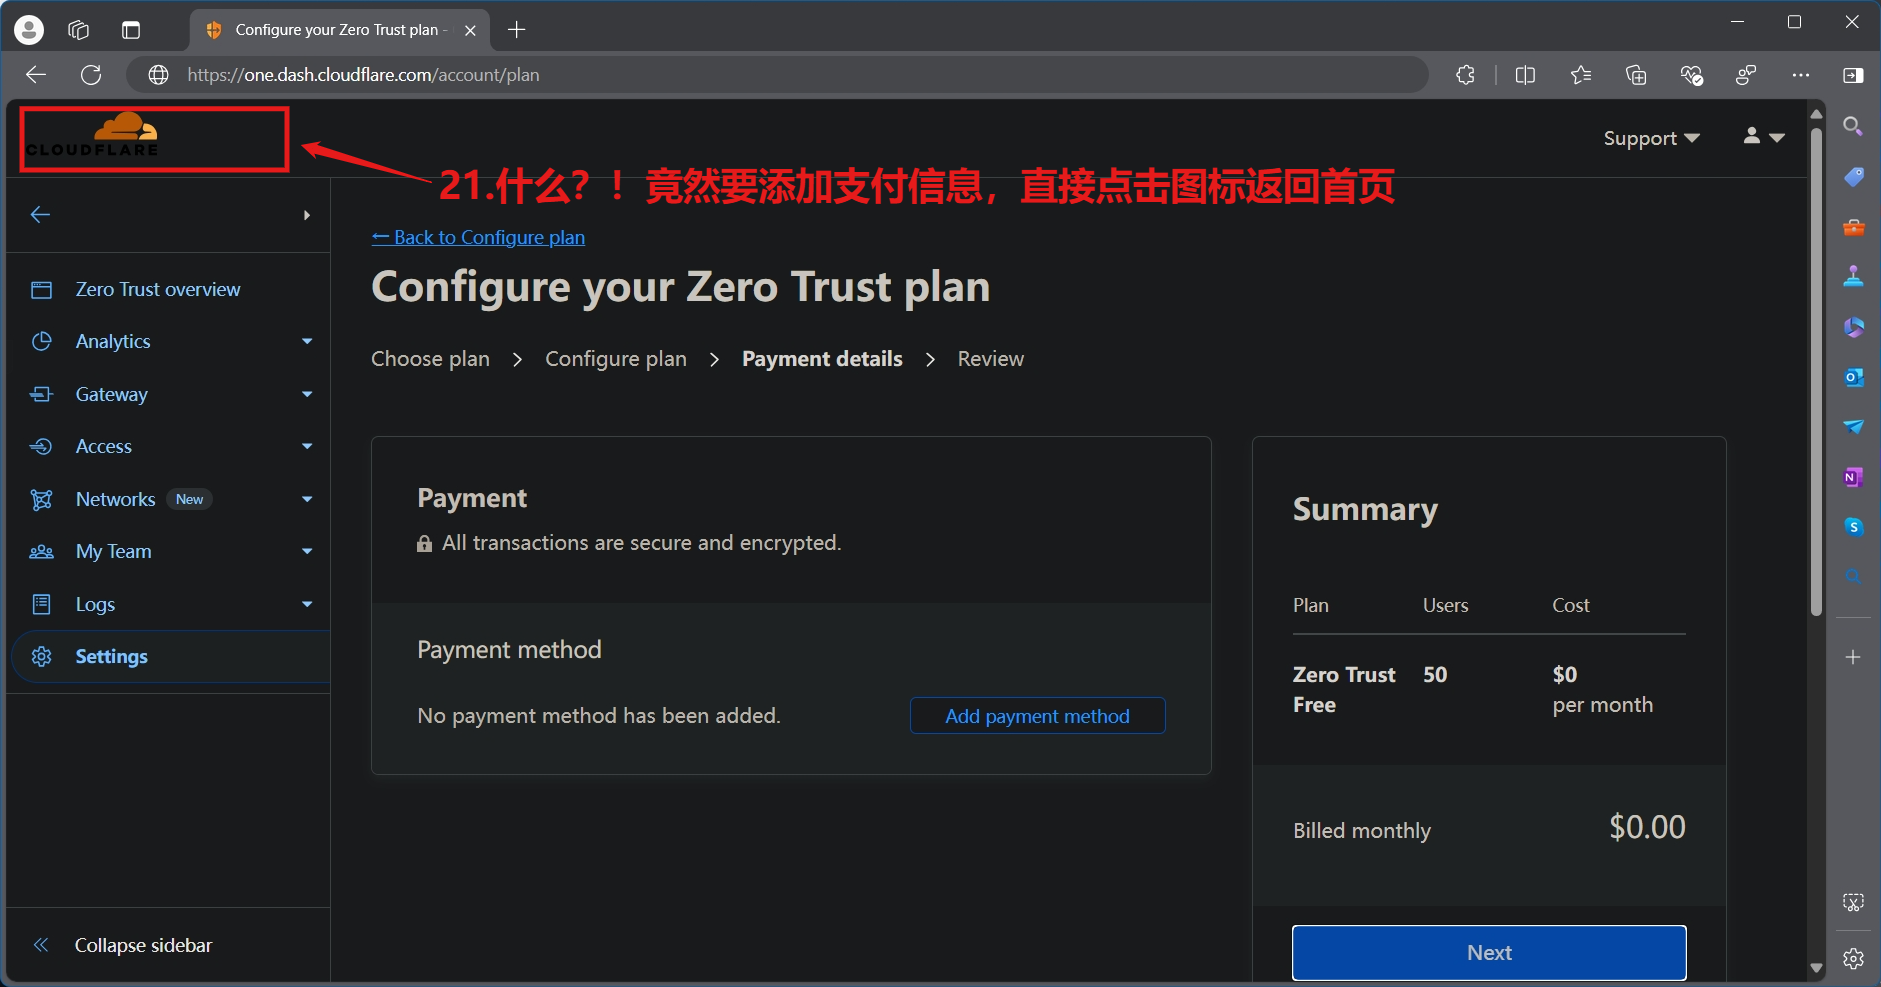 Configure your Zero Trust plan -
https://one.dash.cloudflare.com/account/plan
CLOUDFLARE
Support
21.什么？！竟然要添加支付信息，直接点击图标返回首页
← Back to Configure plan
Configure your Zero Trust plan
Choose plan > Configure plan > Payment details > Review
Zero Trust overview
Analytics
Gateway
Access
Networks New
My Team
Logs
Settings
Collapse sidebar
Payment
All transactions are secure and encrypted.
Payment method
No payment method has been added.
Add payment method
Summary
Plan Users Cost
Zero Trust 50 $0
Free per month
Billed monthly $0.00
Next